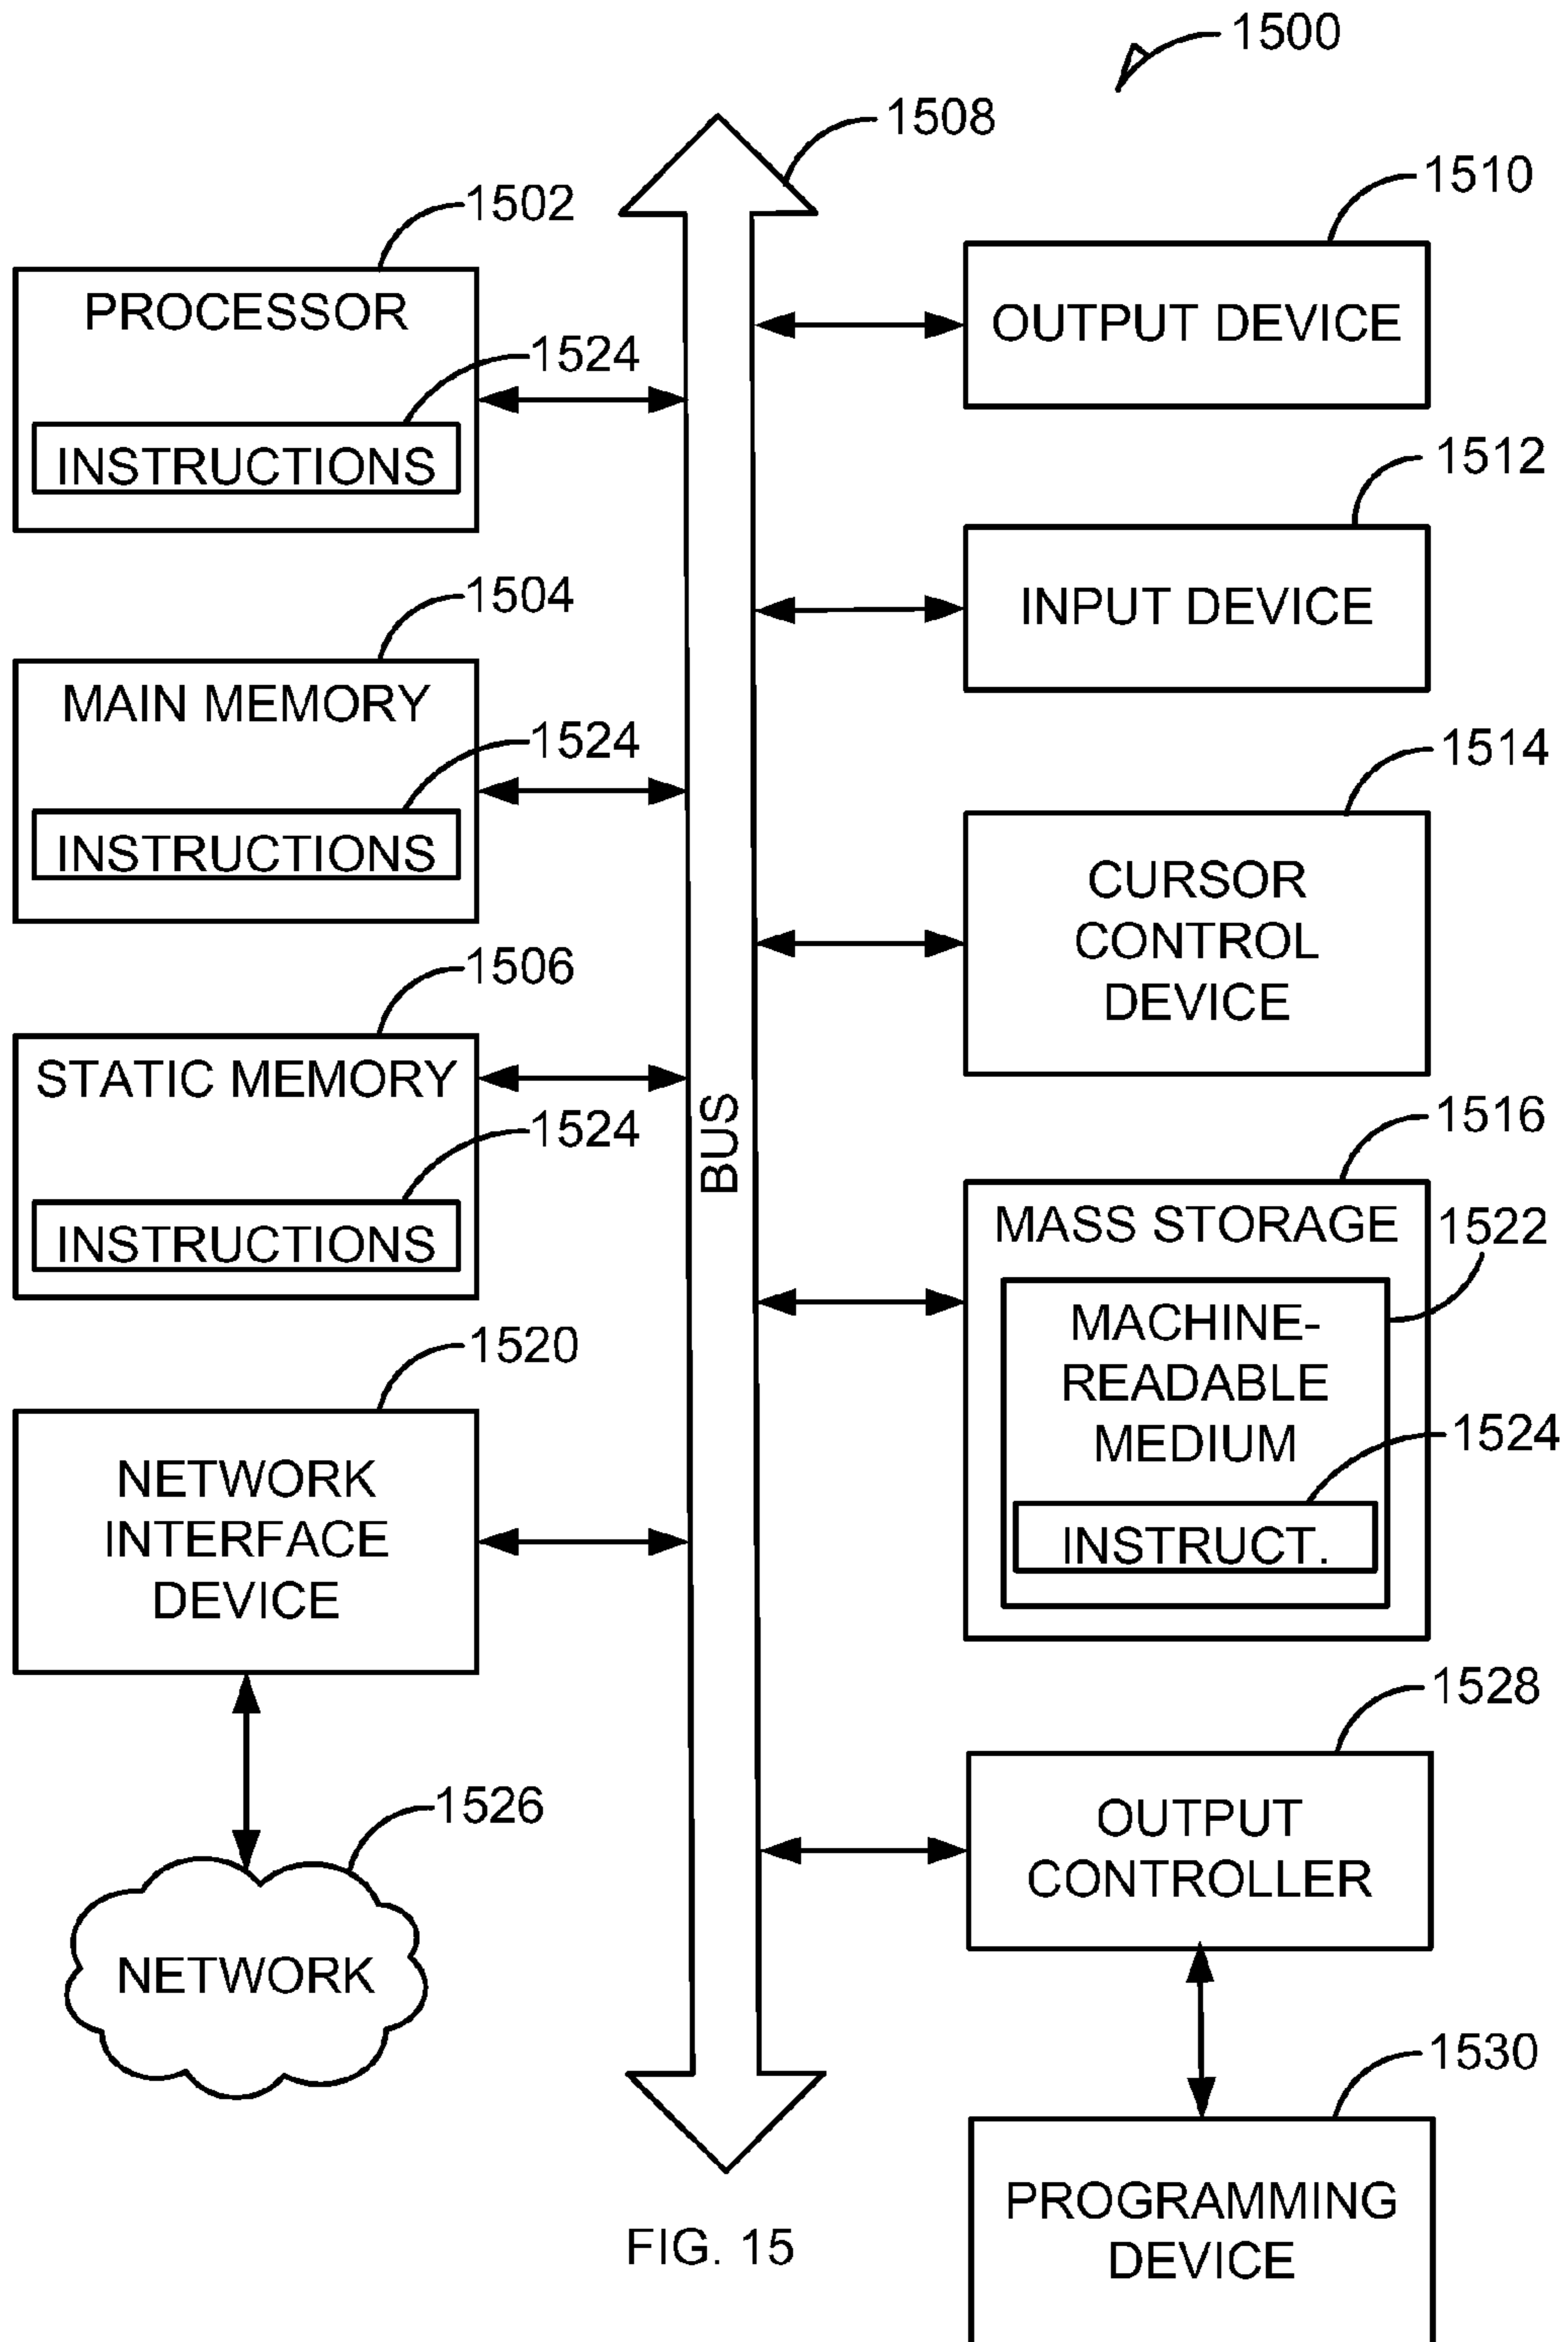 1500
1508
1502
PROCESSOR
1524
INSTRUCTIONS
1504
MAIN MEMORY
1524
INSTRUCTIONS
1506
STATIC MEMORY
1524
INSTRUCTIONS
1520
NETWORK
INTERFACE
DEVICE
1526
NETWORK
BUS
1510
OUTPUT DEVICE
1512
INPUT DEVICE
1514
CURSOR
CONTROL
DEVICE
1516
MASS STORAGE
1522
MACHINE-
READABLE
MEDIUM
1524
INSTRUCT.
1528
OUTPUT
CONTROLLER
1530
PROGRAMMING
DEVICE
FIG. 15